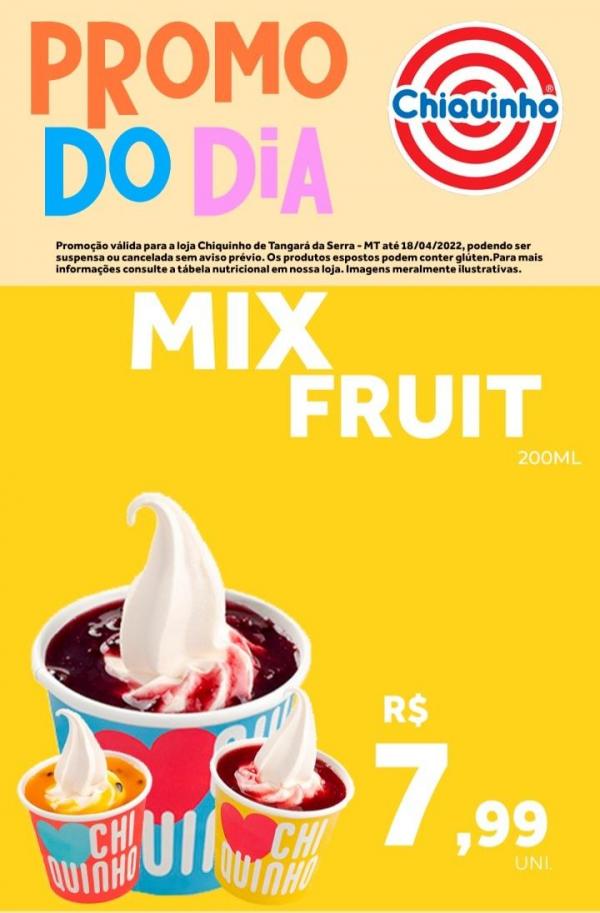 PROMO
DO DiA
Chiquinho®
Promoção válida para a loja Chiquinho de Tangará da Serra - MT até 18/04/2022, podendo ser
suspensa ou cancelada sem aviso prévio. Os produtos espostos podem conter glúten.Para mais
informações consulte a tábela nutricional em nossa loja. Imagens meralmente ilustrativas.
MIX
FRUIT
200ML
R$
7,99
UNI.
CHI
QUINHO
CHI
QUINHO